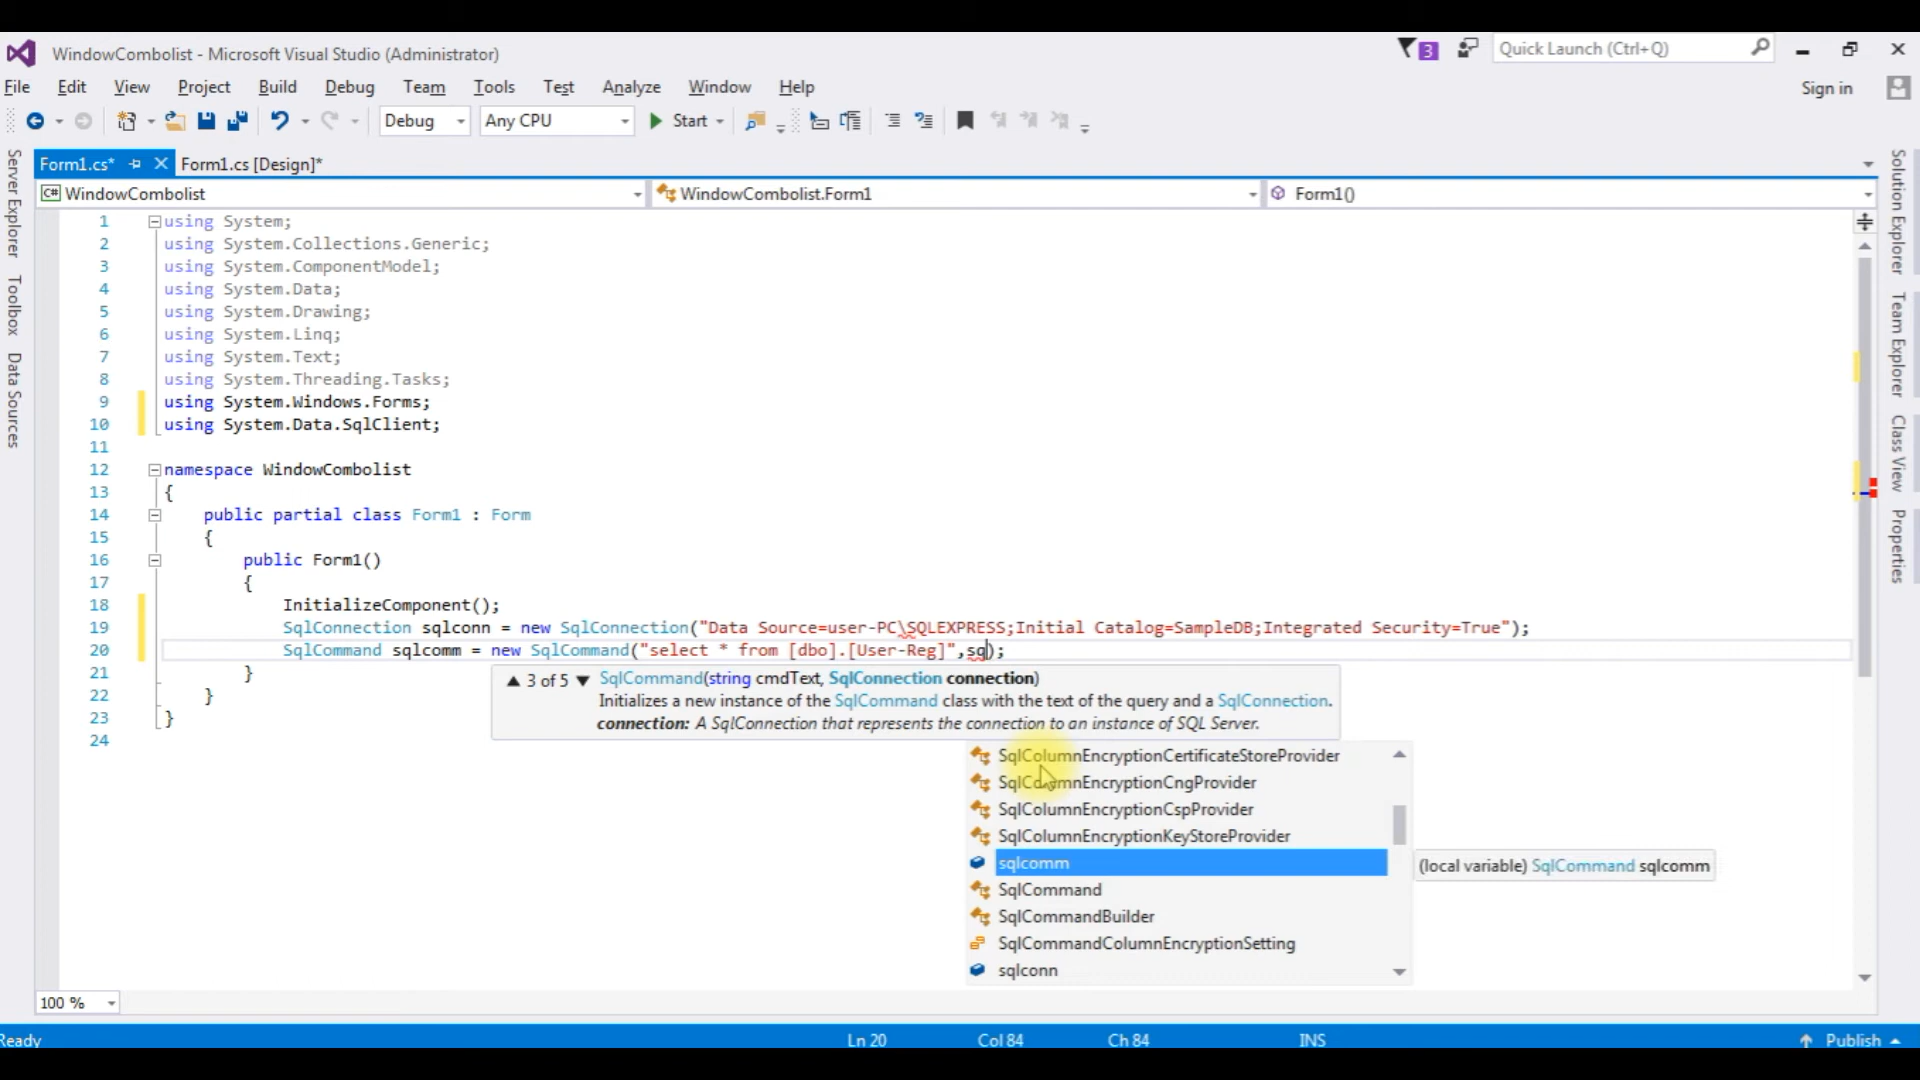 WindowCombolist - Microsoft Visual Studio (Administrator)
3
Quick Launch (Ctrl+Q)
File Edit View Project Build Debug Team Tools Test Analyze Window Help
Sign in
Debug Any CPU Start
Form1.cs* Form1.cs [Design]*
C# WindowCombolist WindowCombolist.Form1 Form1()
Server Explorer
Toolbox
Data Sources
1 using System;
2 using System.Collections.Generic;
3 using System.ComponentModel;
4 using System.Data;
5 using System.Drawing;
6 using System.Linq;
7 using System.Text;
8 using System.Threading.Tasks;
9 using System.Windows.Forms;
10 using System.Data.SqlClient;
11
12 namespace WindowCombolist
13 {
14 public partial class Form1 : Form
15 {
16 public Form1()
17 {
18 InitializeComponent();
19 SqlConnection sqlconn = new SqlConnection("Data Source=user-PC\SQLEXPRESS;Initial Catalog=SampleDB;Integrated Security=True");
20 SqlCommand sqlcomm = new SqlCommand("select * from [dbo].[User-Reg]",sq);
21 }
22 }
23 }
24
▲ 3 of 5 ▼ SqlCommand(string cmdText, SqlConnection connection)
Initializes a new instance of the SqlCommand class with the text of the query and a SqlConnection.
connection: A SqlConnection that represents the connection to an instance of SQL Server.
SqlColumnEncryptionCertificateStoreProvider
SqlColumnEncryptionCngProvider
SqlColumnEncryptionCspProvider
SqlColumnEncryptionKeyStoreProvider
sqlcomm
(local variable) SqlCommand sqlcomm
SqlCommand
SqlCommandBuilder
SqlCommandColumnEncryptionSetting
sqlconn
Solution Explorer
Team Explorer
Class View
Properties
100 %
Ready Ln 20 Col 84 Ch 84 INS Publish